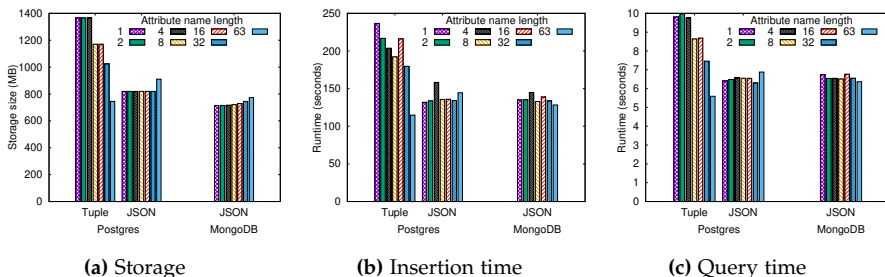 Attribute name length
1 4 16 63
2 8 32
1400
1200
1000
800
600
400
200
0
Storage size (MB)
Tuple JSON JSON
Postgres MongoDB
(a) Storage
Attribute name length
1 4 16 63
2 8 32
250
200
150
100
50
0
Runtime (seconds)
Tuple JSON JSON
Postgres MongoDB
(b) Insertion time
Attribute name length
1 4 16 63
2 8 32
10
9
8
7
6
5
4
3
2
1
0
Runtime (seconds)
Tuple JSON JSON
Postgres MongoDB
(c) Query time